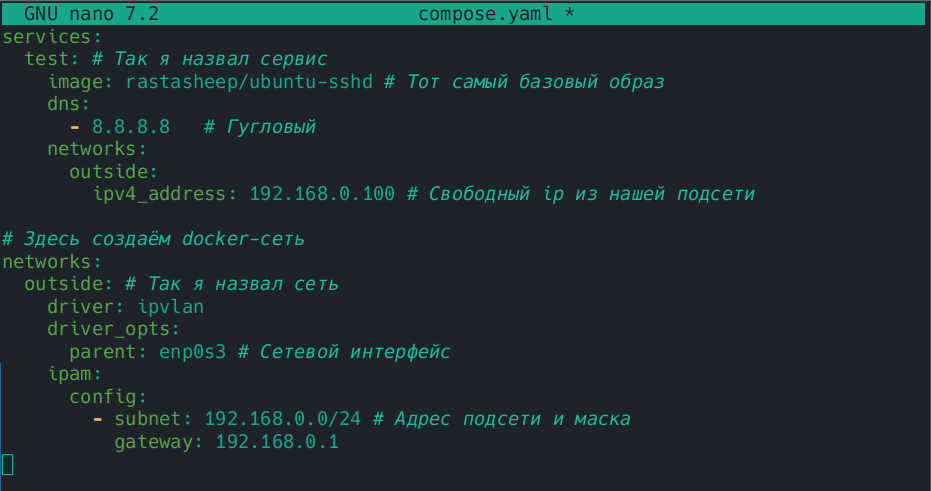 GNU nano 7.2 compose.yaml *
services:
  test: # Так я назвал сервис
    image: rastasheep/ubuntu-sshd # Тот самый базовый образ
    dns:
      - 8.8.8.8   # Гугловый
    networks:
      outside:
        ipv4_address: 192.168.0.100 # Свободный ip из нашей подсети

# Здесь создаём docker-сеть
networks:
  outside: # Так я назвал сеть
    driver: ipvlan
    driver_opts:
      parent: enp0s3 # Сетевой интерфейс
    ipam:
      config:
        - subnet: 192.168.0.0/24 # Адрес подсети и маска
          gateway: 192.168.0.1